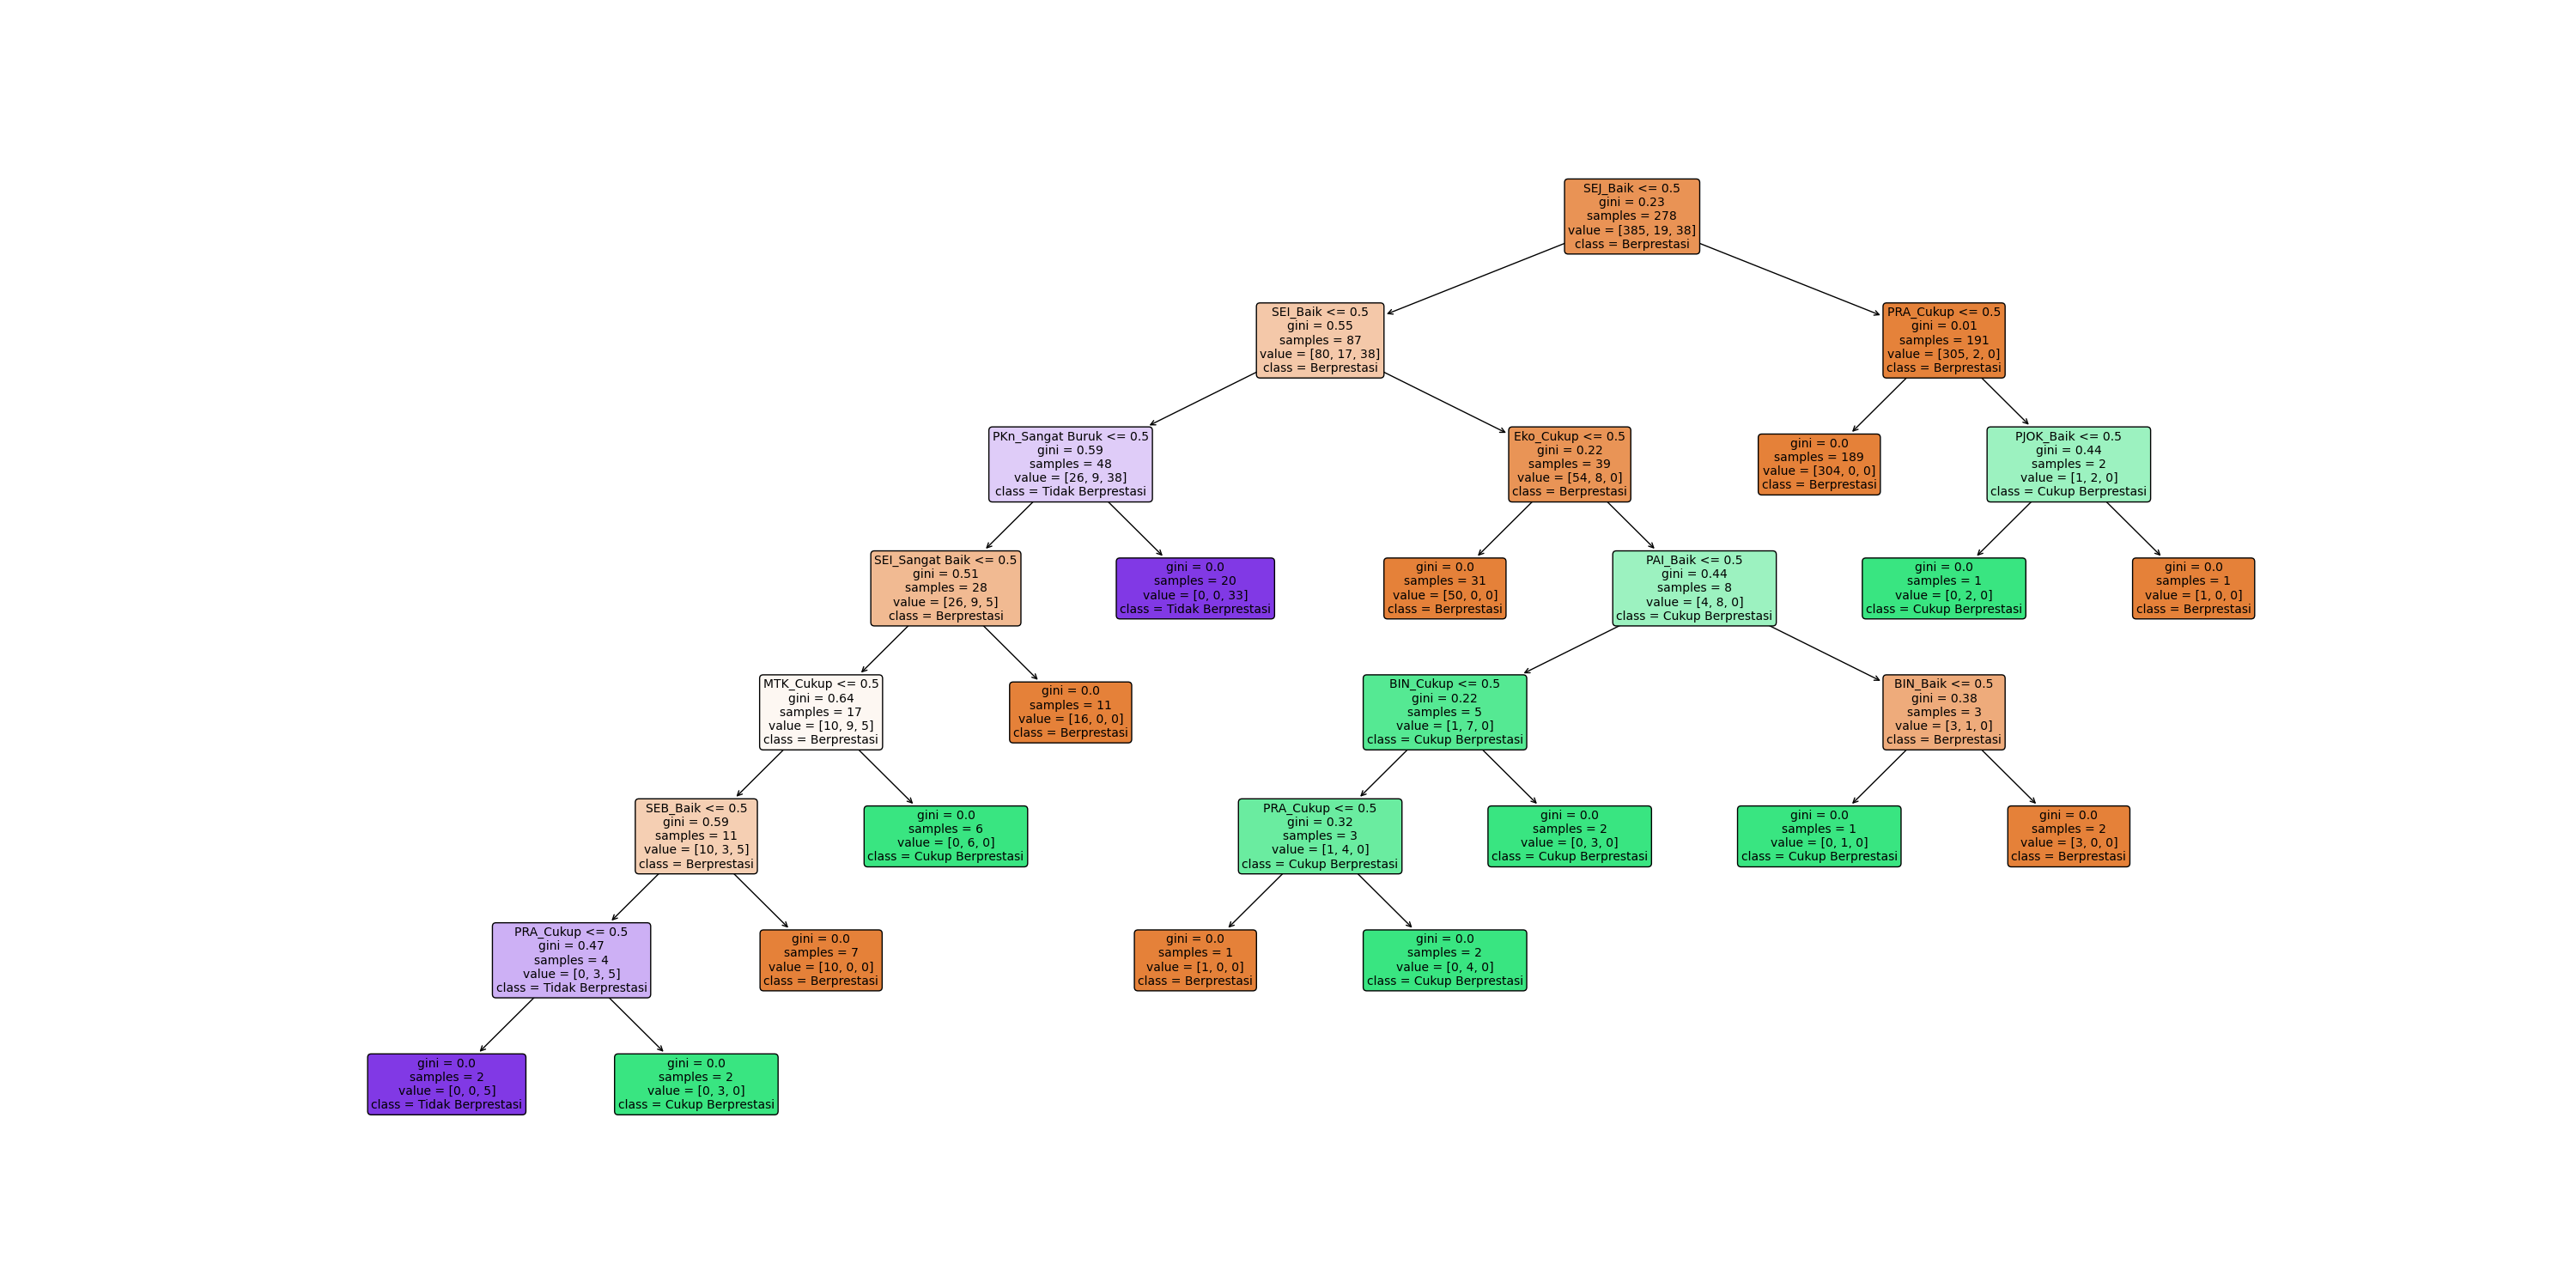 SEJ_Baik <= 0.5
gini = 0.23
samples = 278
value = [385, 19, 38]
class = Berprestasi
SEI_Baik <= 0.5
gini = 0.55
samples = 87
value = [80, 17, 38]
class = Berprestasi
PRA_Cukup <= 0.5
gini = 0.01
samples = 191
value = [305, 2, 0]
class = Berprestasi
PKn_Sangat Buruk <= 0.5
gini = 0.59
samples = 48
value = [26, 9, 38]
class = Tidak Berprestasi
Eko_Cukup <= 0.5
gini = 0.22
samples = 39
value = [54, 8, 0]
class = Berprestasi
gini = 0.0
samples = 189
value = [304, 0, 0]
class = Berprestasi
PJOK_Baik <= 0.5
gini = 0.44
samples = 2
value = [1, 2, 0]
class = Cukup Berprestasi
SEI_Sangat Baik <= 0.5
gini = 0.51
samples = 28
value = [26, 9, 5]
class = Berprestasi
gini = 0.0
samples = 20
value = [0, 0, 33]
class = Tidak Berprestasi
gini = 0.0
samples = 31
value = [50, 0, 0]
class = Berprestasi
PAI_Baik <= 0.5
gini = 0.44
samples = 8
value = [4, 8, 0]
class = Cukup Berprestasi
gini = 0.0
samples = 1
value = [0, 2, 0]
class = Cukup Berprestasi
gini = 0.0
samples = 1
value = [1, 0, 0]
class = Berprestasi
MTK_Cukup <= 0.5
gini = 0.64
samples = 17
value = [10, 9, 5]
class = Berprestasi
gini = 0.0
samples = 11
value = [16, 0, 0]
class = Berprestasi
BIN_Cukup <= 0.5
gini = 0.22
samples = 5
value = [1, 7, 0]
class = Cukup Berprestasi
BIN_Baik <= 0.5
gini = 0.38
samples = 3
value = [3, 1, 0]
class = Berprestasi
SEB_Baik <= 0.5
gini = 0.59
samples = 11
value = [10, 3, 5]
class = Berprestasi
gini = 0.0
samples = 6
value = [0, 6, 0]
class = Cukup Berprestasi
PRA_Cukup <= 0.5
gini = 0.32
samples = 3
value = [1, 4, 0]
class = Cukup Berprestasi
gini = 0.0
samples = 2
value = [0, 3, 0]
class = Cukup Berprestasi
gini = 0.0
samples = 1
value = [0, 1, 0]
class = Cukup Berprestasi
gini = 0.0
samples = 2
value = [3, 0, 0]
class = Berprestasi
PRA_Cukup <= 0.5
gini = 0.47
samples = 4
value = [0, 3, 5]
class = Tidak Berprestasi
gini = 0.0
samples = 7
value = [10, 0, 0]
class = Berprestasi
gini = 0.0
samples = 1
value = [1, 0, 0]
class = Berprestasi
gini = 0.0
samples = 2
value = [0, 4, 0]
class = Cukup Berprestasi
gini = 0.0
samples = 2
value = [0, 0, 5]
class = Tidak Berprestasi
gini = 0.0
samples = 2
value = [0, 3, 0]
class = Cukup Berprestasi